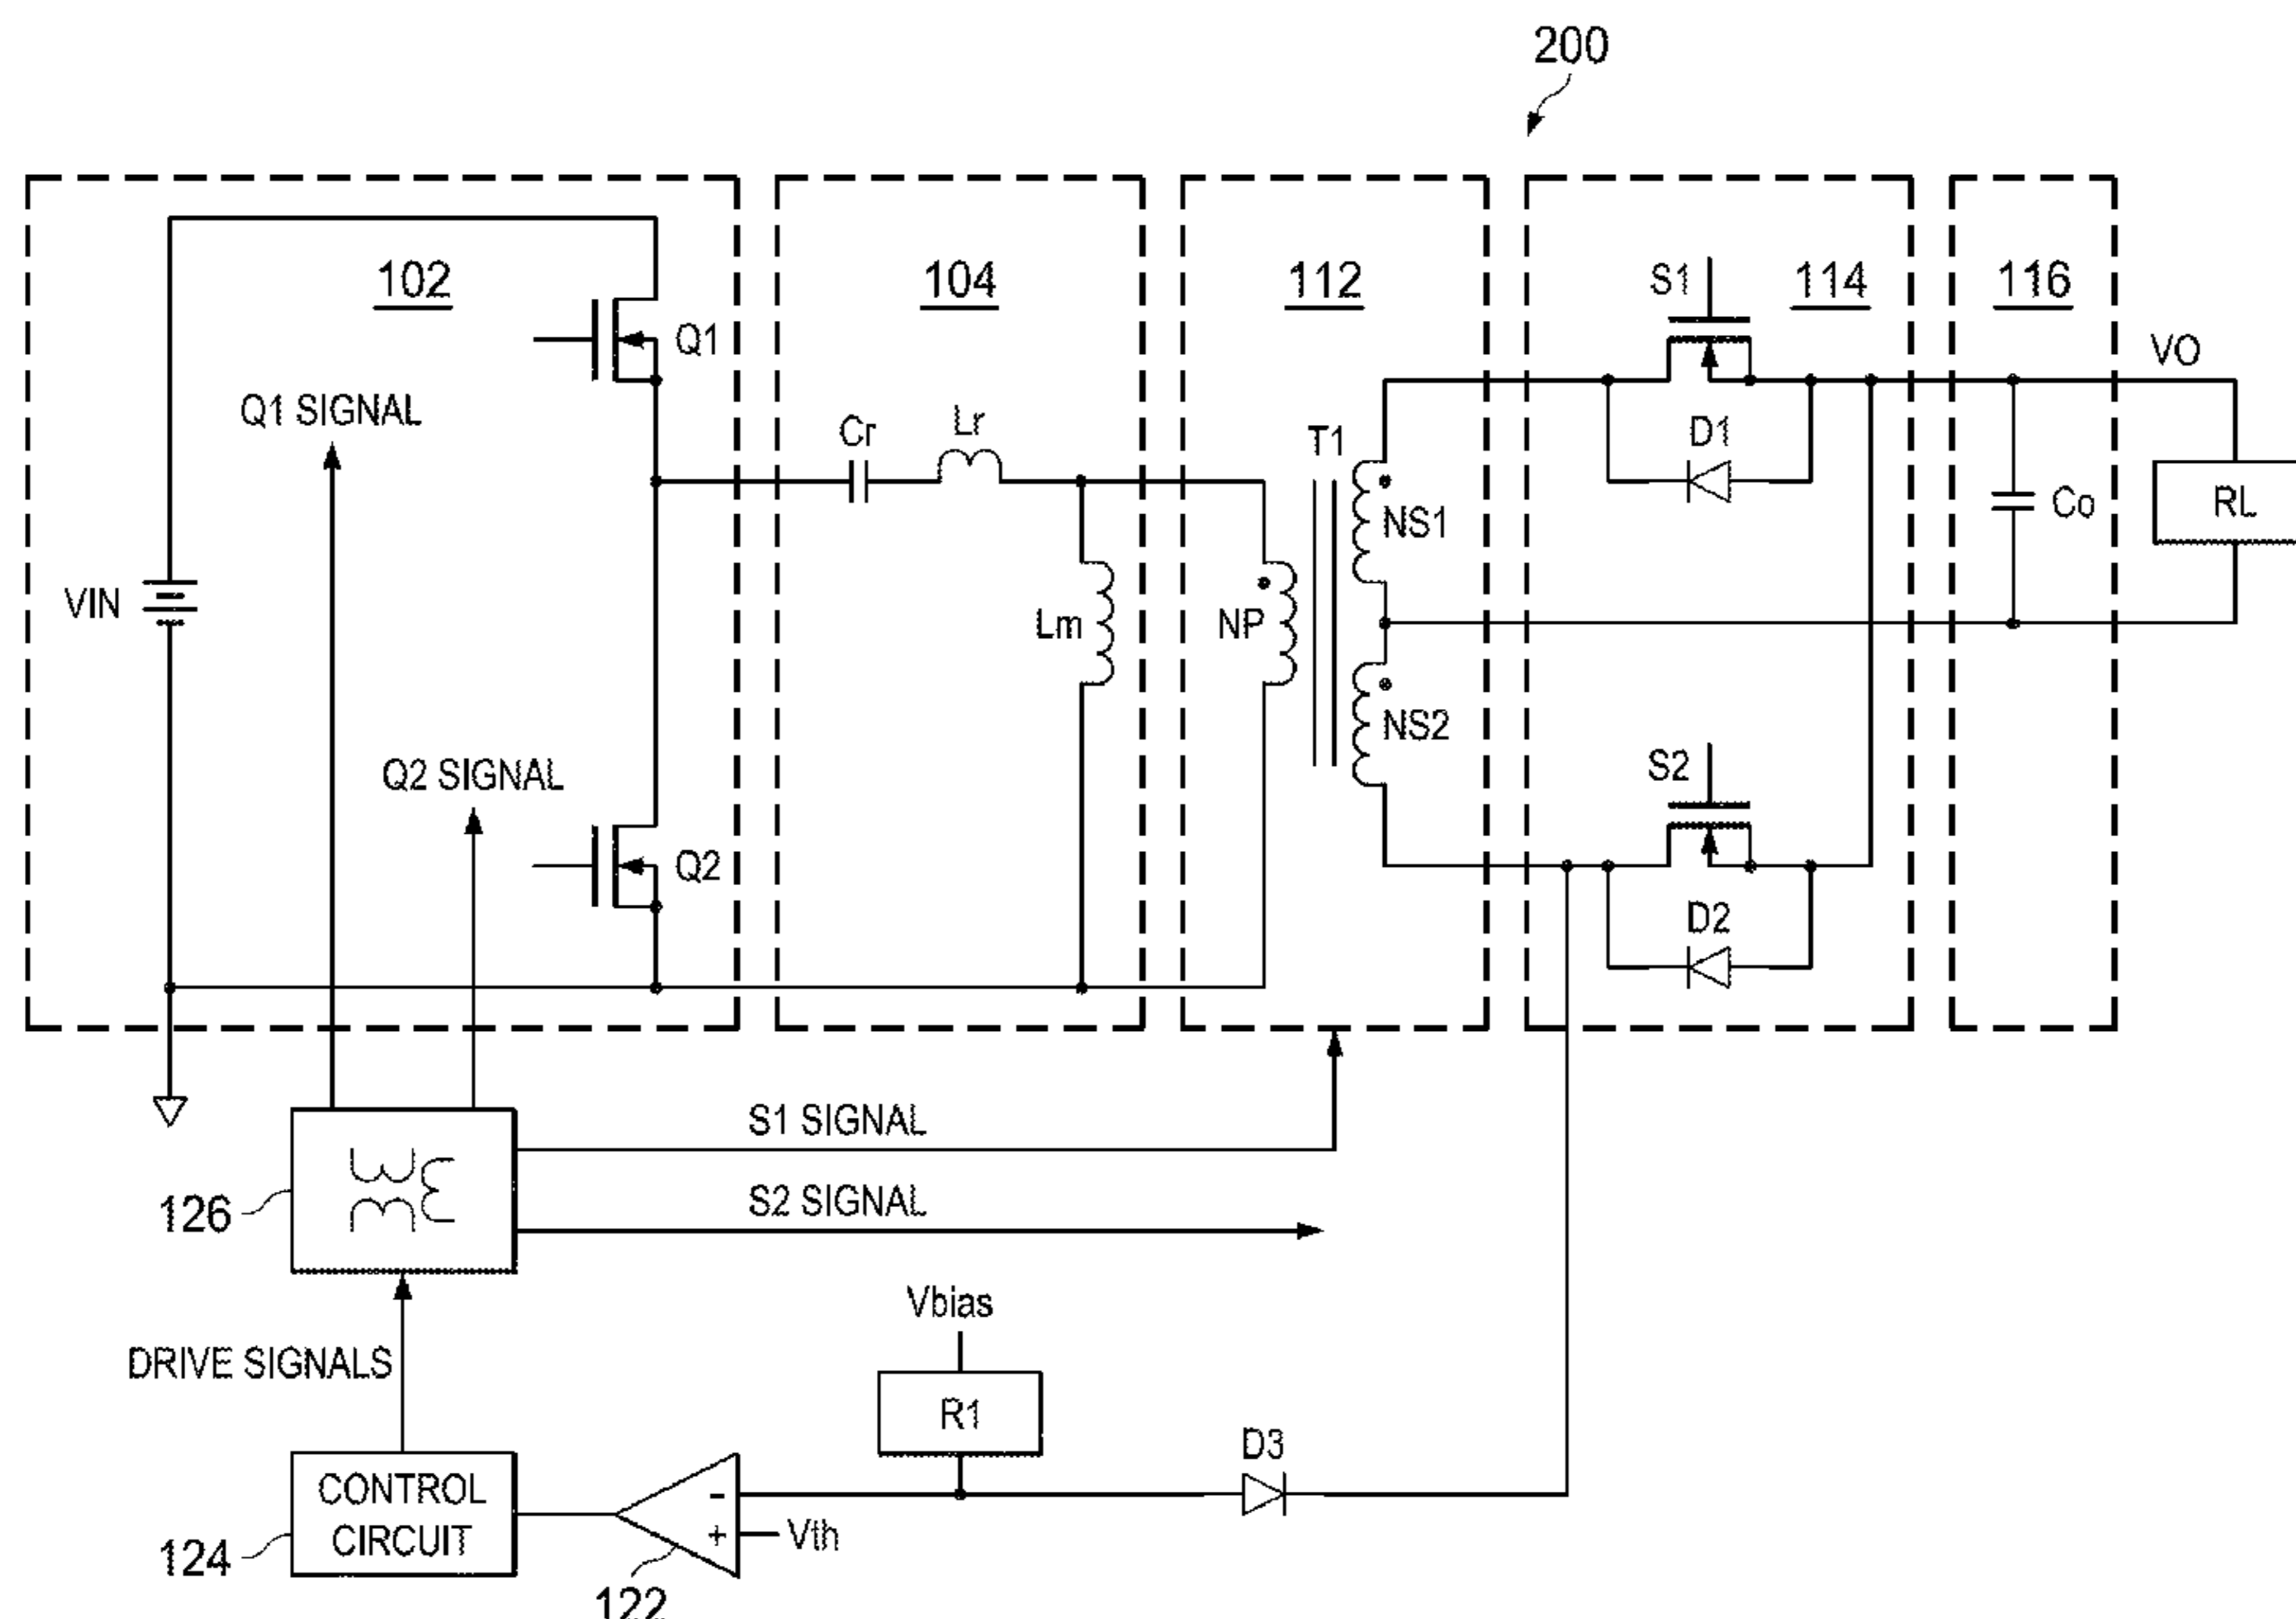 200
102
104
112
114
116
S1
Q1
VO
Q1 SIGNAL
Cr
Lr
T1
D1
NS1
Co
RL
VIN
Lm
NP
NS2
Q2 SIGNAL
S2
Q2
D2
S1 SIGNAL
126
S2 SIGNAL
Vbias
DRIVE SIGNALS
R1
D3
CONTROL
CIRCUIT
-
+
Vth
124
122